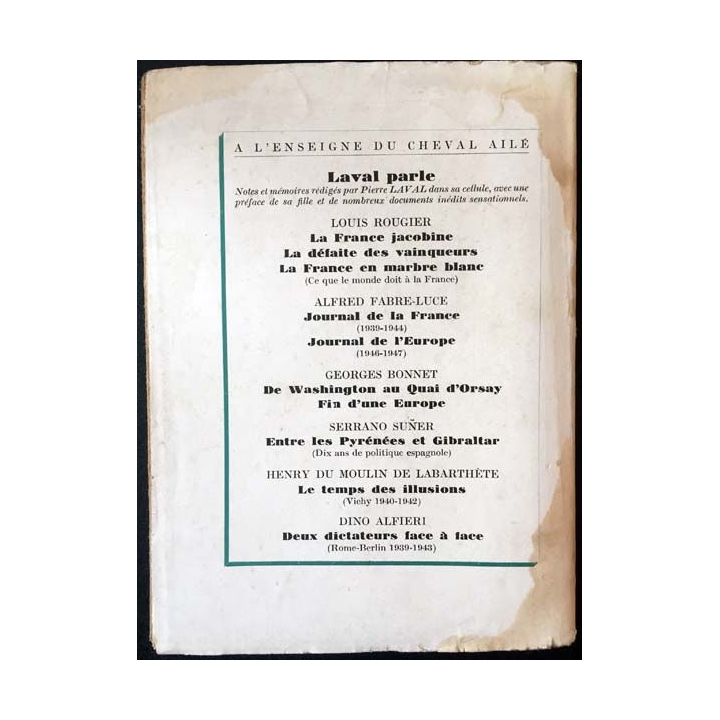 A L'ENSEIGNE DU CHEVAL AILÉ
Laval parle
Notes et mémoires rédigés par Pierre LAVAL dans sa cellule, avec une
préface de sa fille et de nombreux documents inédits sensationnels.
LOUIS ROUGIER
La France jacobine
La défaite des vainqueurs
La France en marbre blanc
(Ce que le monde doit à la France)
ALFRED FABRE-LUCE
Journal de la France
(1939-1944)
Journal de l'Europe
(1946-1947)
GEORGES BONNET
De Washington au Quai d'Orsay
Fin d'une Europe
SERRANO SUÑER
Entre les Pyrénées et Gibraltar
(Dix ans de politique espagnole)
HENRY DU MOULIN DE LABARTHÈTE
Le temps des illusions
(Vichy 1940-1942)
DINO ALFIERI
Deux dictateurs face à face
(Rome-Berlin 1939-1943)